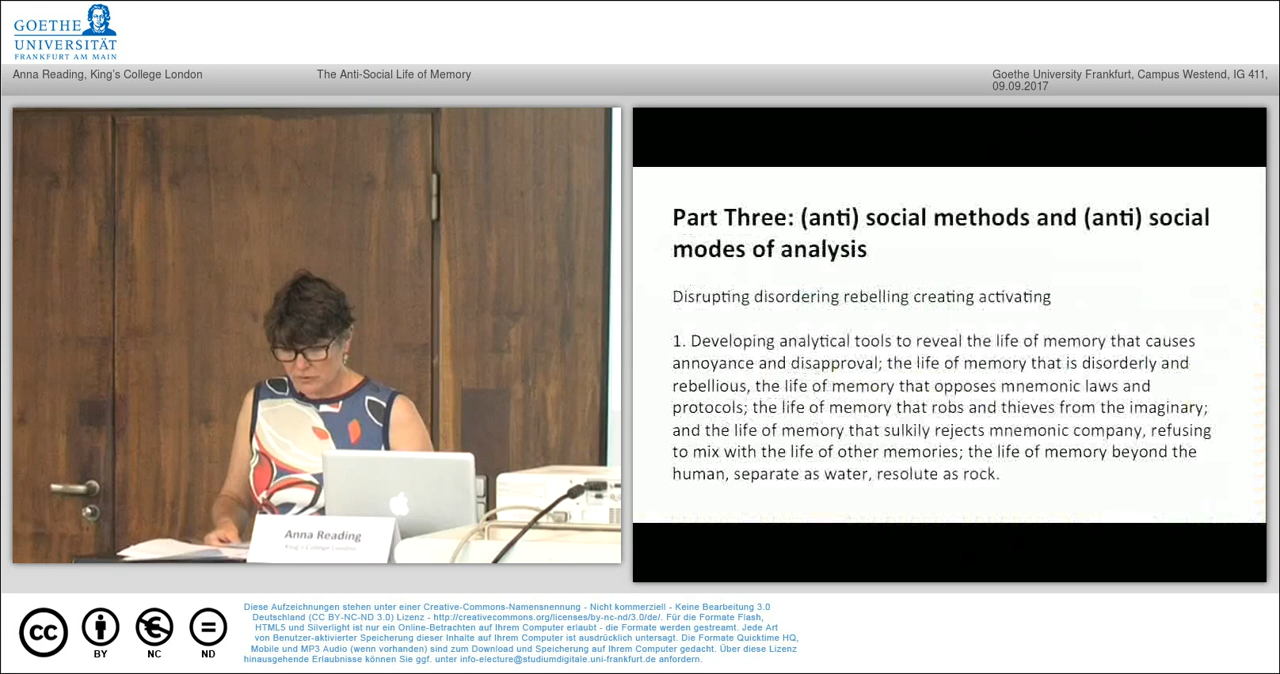 GOETHE
UNIVERSITÄT
FRANKFURT AM MAIN
Anna Reading, King's College London
The Anti-Social Life of Memory
Goethe University Frankfurt, Campus Westend, IG 411,
09.09.2017
Anna Reading
King's College London
Part Three: (anti) social methods and (anti) social
modes of analysis
Disrupting disordering rebelling creating activating
1. Developing analytical tools to reveal the life of memory that causes
annoyance and disapproval; the life of memory that is disorderly and
rebellious, the life of memory that opposes mnemonic laws and
protocols; the life of memory that robs and thieves from the imaginary;
and the life of memory that sulkily rejects mnemonic company, refusing
to mix with the life of other memories; the life of memory beyond the
human, separate as water, resolute as rock.
cc
BY
NC
ND
Diese Aufzeichnungen stehen unter einer Creative-Commons-Namensnennung - Nicht kommerziell - Keine Bearbeitung 3.0
Deutschland (CC BY-NC-ND 3.0) Lizenz - http://creativecommons.org/licenses/by-nc-nd/3.0/de/. Für die Formate Flash,
HTML5 und Silverlight ist nur ein Online-Betrachten auf Ihrem Computer erlaubt - die Formate werden gestreamt. Jede Art
von Benutzer-aktivierter Speicherung dieser Inhalte auf Ihrem Computer ist ausdrücklich untersagt. Die Formate Quicktime HQ,
Mobile und MP3 Audio (wenn vorhanden) sind zum Download und Speicherung auf Ihrem Computer gedacht. Über diese Lizenz
hinausgehende Erlaubnisse können Sie ggf. unter info-electure@studiumdigitale.uni-frankfurt.de anfordern.